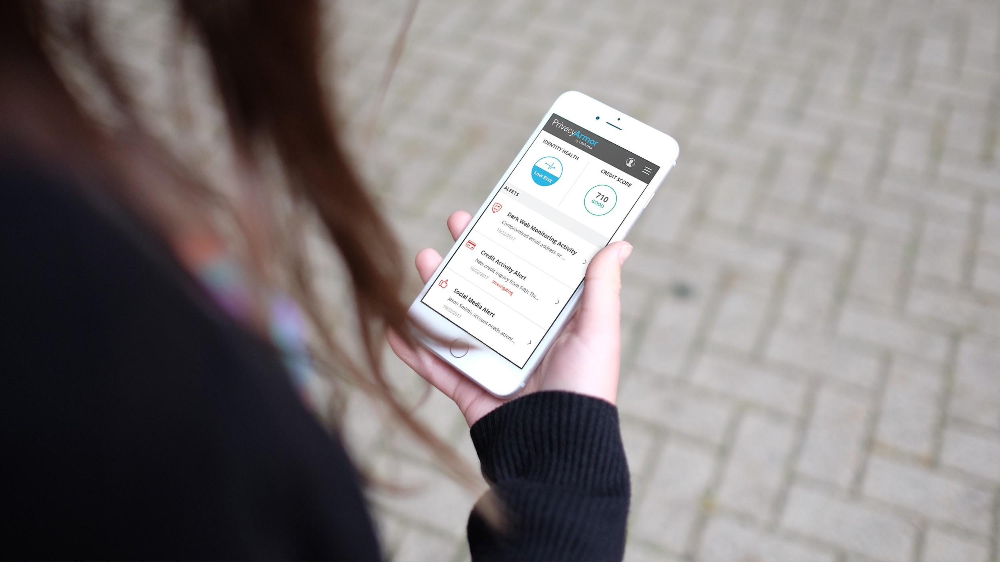 PrivacyArmor
by InfoArmor
IDENTITY HEALTH
Low Risk
CREDIT SCORE
710
GOOD
ALERTS
Dark Web Monitoring Activity
Compromised email address or ...
10/22/2017
Credit Activity Alert
New credit inquiry from Fifth Thi...
10/22/2017 Investigating
Social Media Alert
Jason Smith's account needs attent...
10/22/2017